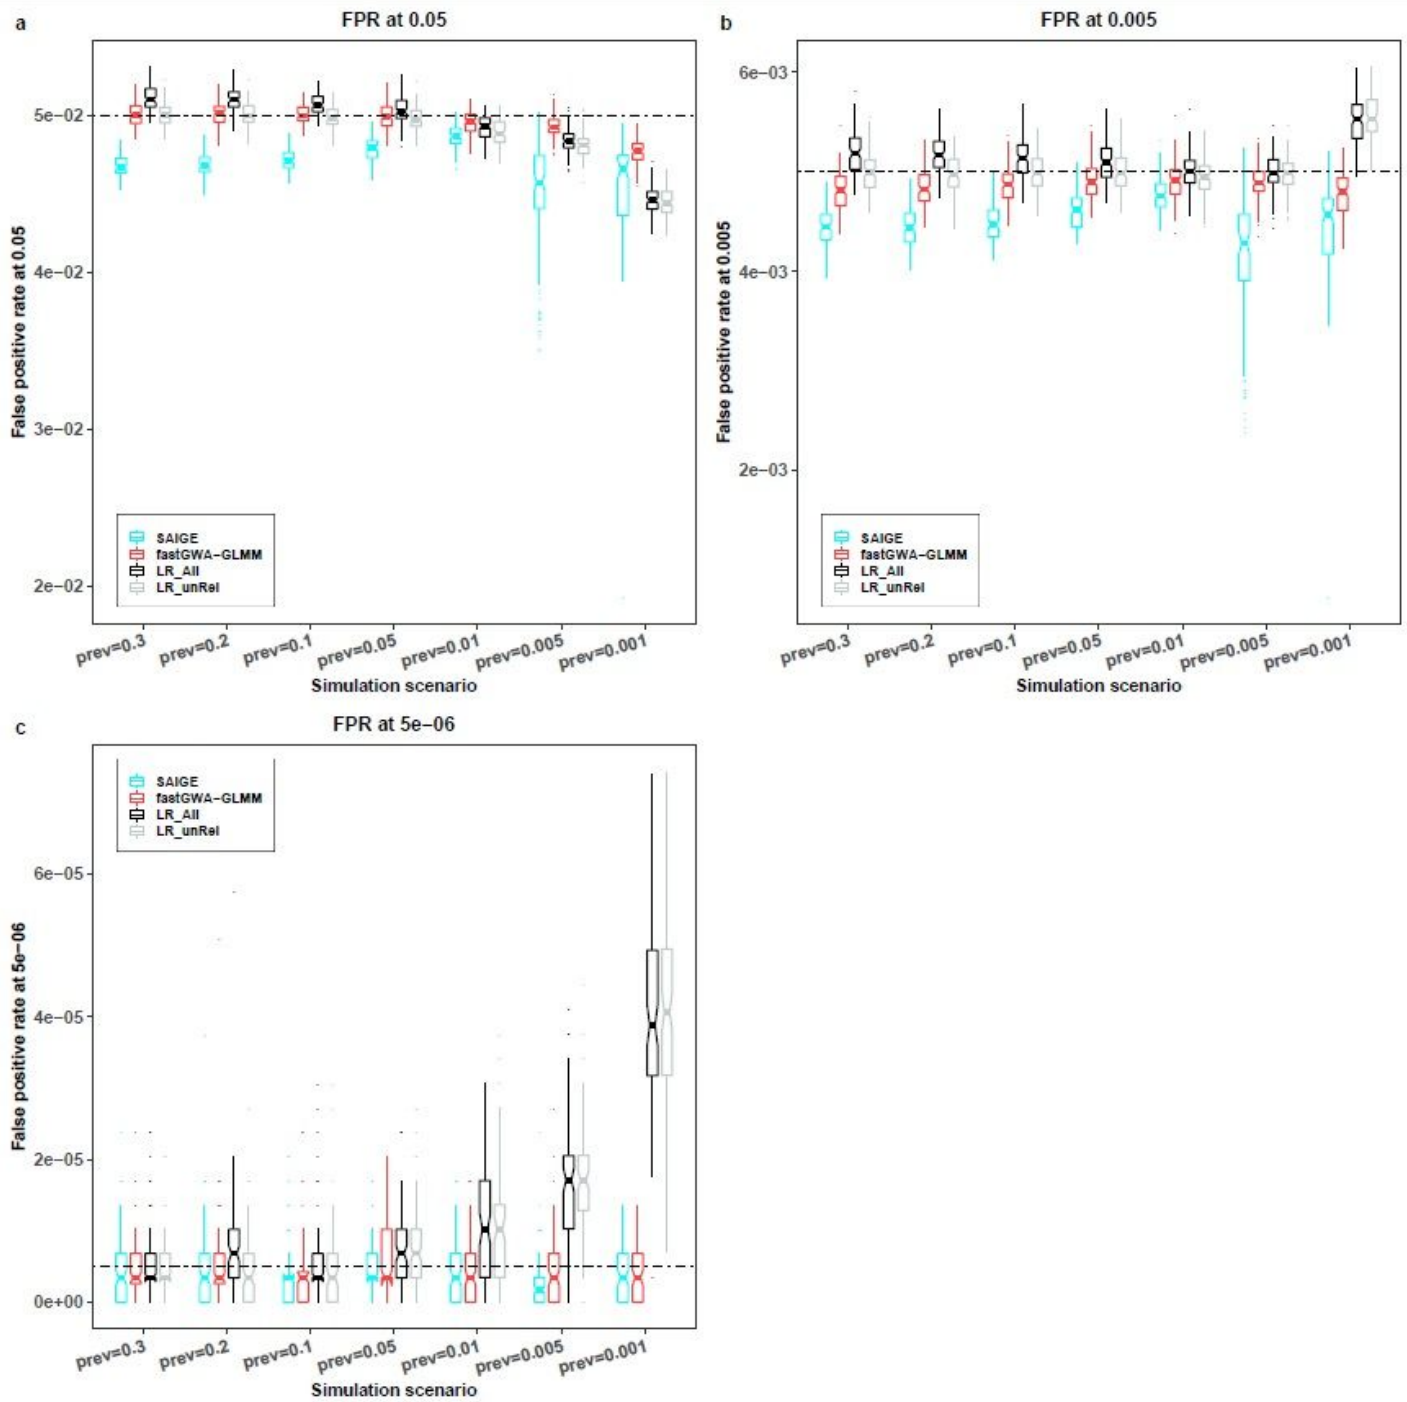 a
FPR at 0.05
False positive rate at 0.05
5e−02
4e−02
3e−02
2e−02
SAIGE
fastGWA−GLMM
LR_All
LR_unRel
prev=0.3
prev=0.2
prev=0.1
prev=0.05
prev=0.01
prev=0.005
prev=0.001
Simulation scenario
b
FPR at 0.005
False positive rate at 0.005
6e−03
4e−03
2e−03
SAIGE
fastGWA−GLMM
LR_All
LR_unRel
prev=0.3
prev=0.2
prev=0.1
prev=0.05
prev=0.01
prev=0.005
prev=0.001
Simulation scenario
c
FPR at 5e−06
False positive rate at 5e−06
SAIGE
fastGWA−GLMM
LR_All
LR_unRel
6e−05
4e−05
2e−05
0e+00
prev=0.3
prev=0.2
prev=0.1
prev=0.05
prev=0.01
prev=0.005
prev=0.001
Simulation scenario